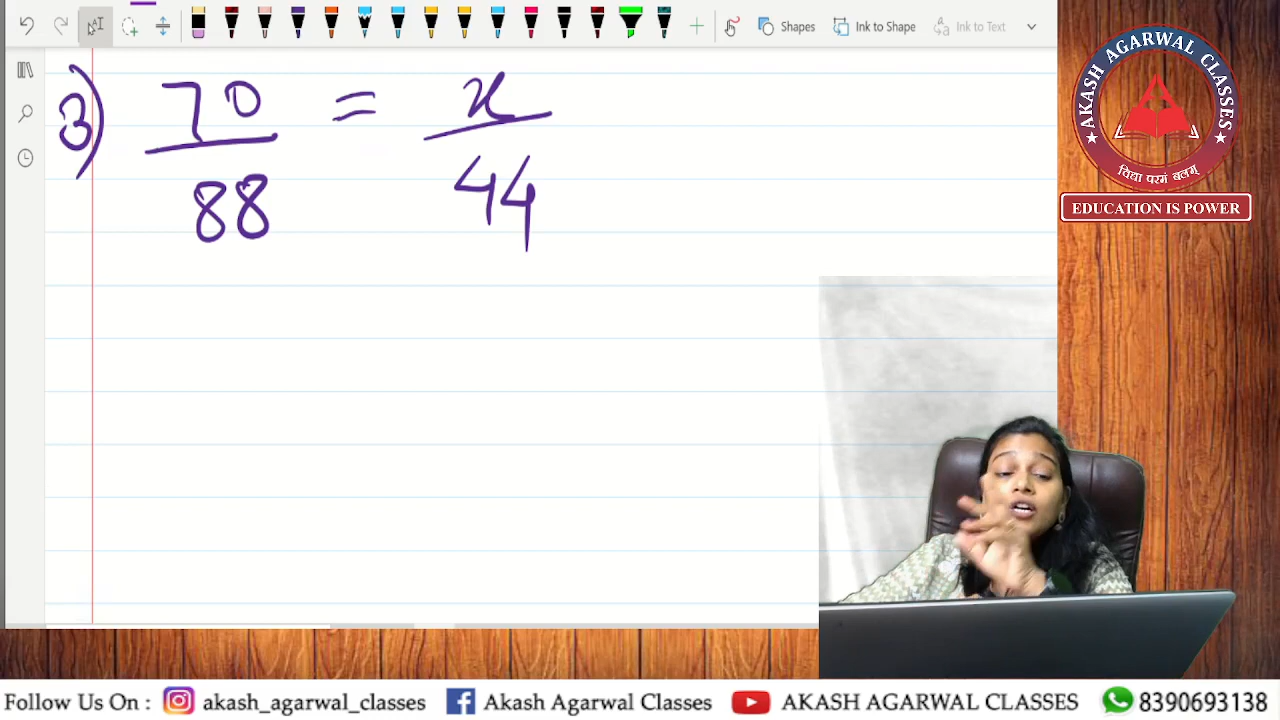 Shapes Ink to Shape Ink to Text
3) 70/88 = x/44
AKASH AGARWAL CLASSES
विद्या परमं बलम्
EDUCATION IS POWER
Follow Us On : akash_agarwal_classes Akash Agarwal Classes AKASH AGARWAL CLASSES 8390693138